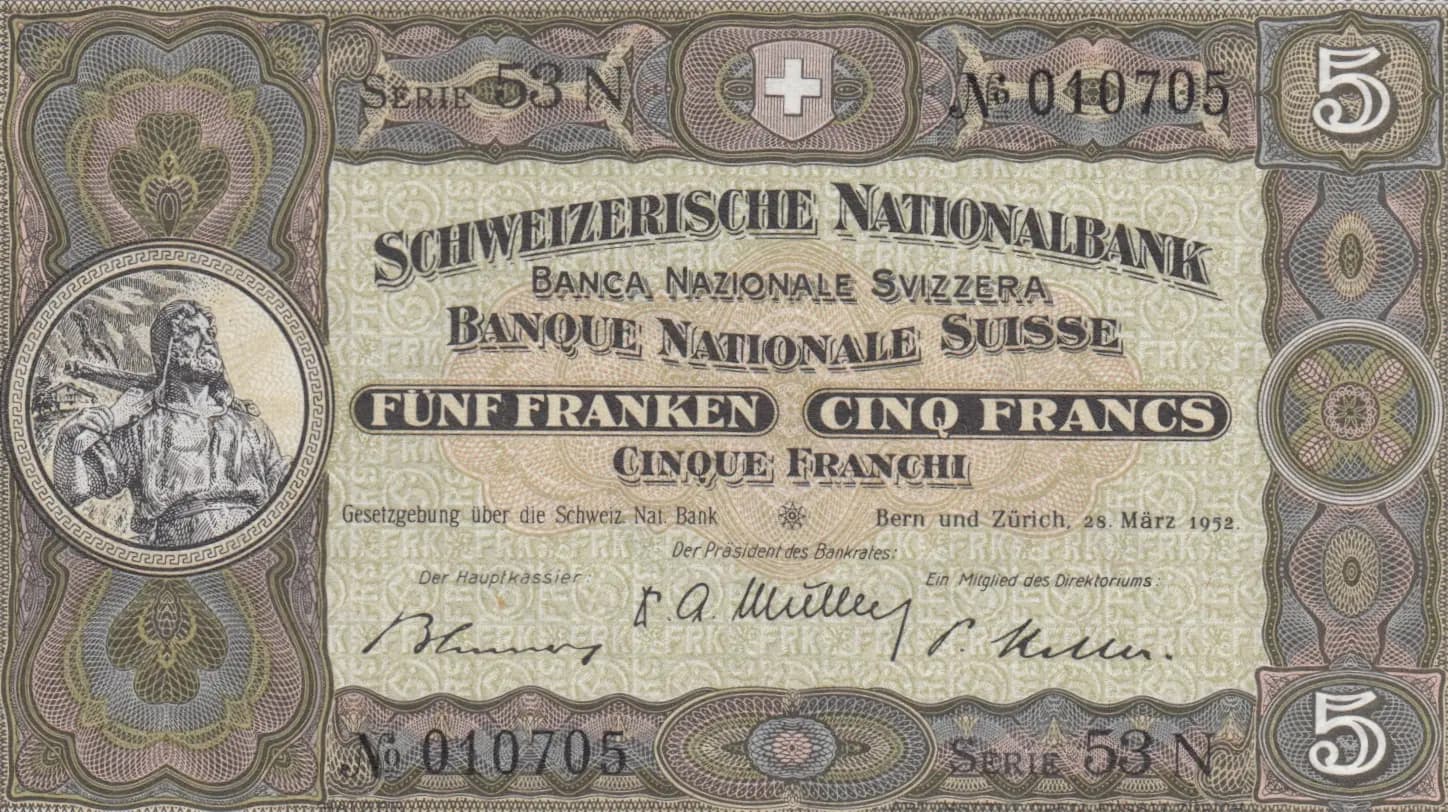 SERIE 53 N
No 010705
5
SCHWEIZERISCHE NATIONALBANK
BANCA NAZIONALE SVIZZERA
BANQUE NATIONALE SUISSE
FÜNF FRANKEN CINQ FRANCS
CINQUE FRANCHI
Gesetzgebung über die Schweiz. Nat. Bank
Bern und Zürich, 28. März 1952.
Der Präsident des Bankrates:
Der Hauptkassier:
Ein Mitglied des Direktoriums:
No 010705
SERIE 53 N
5